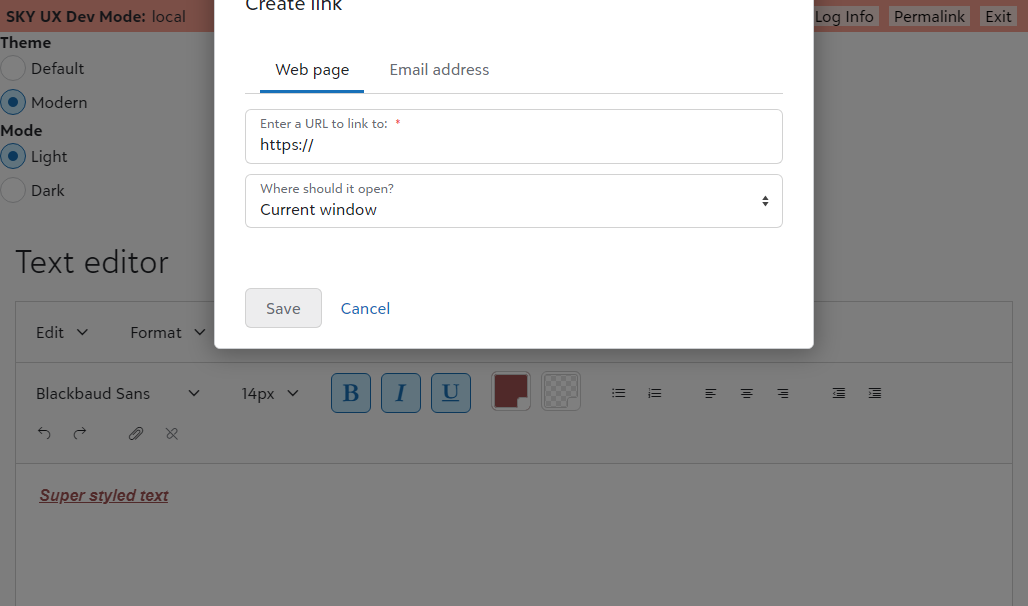 SKY UX Dev Mode: local
Log Info Permalink Exit
Create link
Theme
Default
Modern
Mode
Light
Dark
Web page Email address
Enter a URL to link to: *
https://
Where should it open?
Current window
Save Cancel
Text editor
Edit Format
Blackbaud Sans 14px B I U
Super styled text